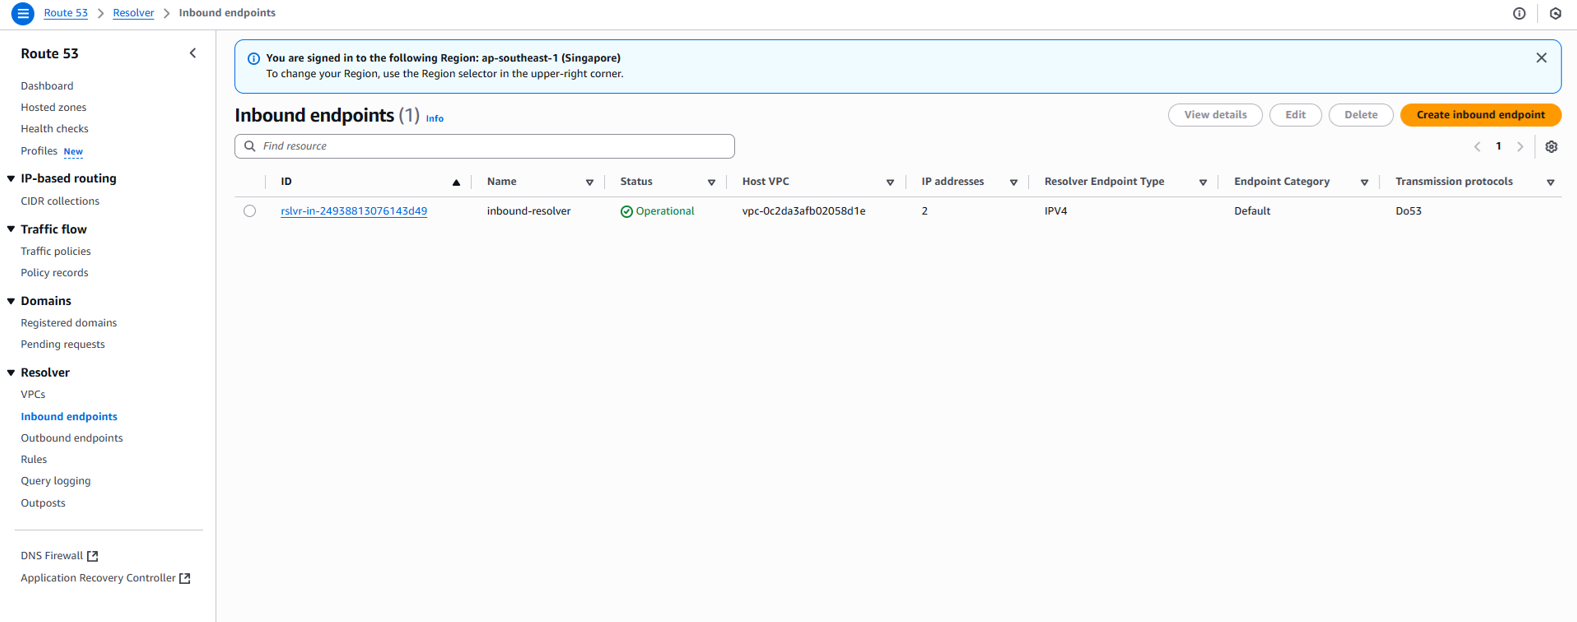 Route 53 > Resolver > Inbound endpoints
Route 53
Dashboard
Hosted zones
Health checks
Profiles New
IP-based routing
CIDR collections
Traffic flow
Traffic policies
Policy records
Domains
Registered domains
Pending requests
Resolver
VPCs
Inbound endpoints
Outbound endpoints
Rules
Query logging
Outposts
DNS Firewall
Application Recovery Controller
You are signed in to the following Region: ap-southeast-1 (Singapore)
To change your Region, use the Region selector in the upper-right corner.
Inbound endpoints (1) Info
View details
Edit
Delete
Create inbound endpoint
Find resource
1
ID Name Status Host VPC IP addresses Resolver Endpoint Type Endpoint Category Transmission protocols
rslvr-in-24938813076143d49 inbound-resolver Operational vpc-0c2da3afb02058d1e 2 IPV4 Default Do53